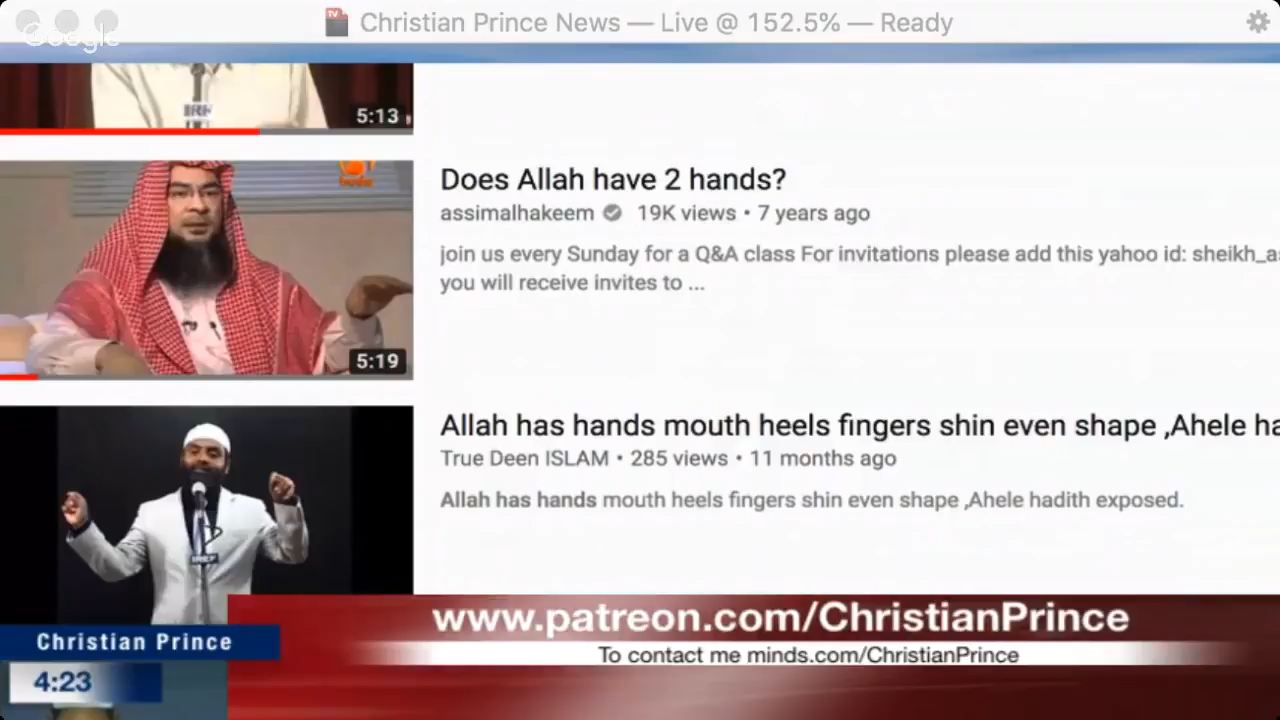 Christian Prince News — Live @ 152.5% — Ready
Google
IRF
5:13
Does Allah have 2 hands?
assimalhakeem 19K views • 7 years ago
join us every Sunday for a Q&A class For invitations please add this yahoo id: sheikh_a
you will receive invites to ...
5:19
Allah has hands mouth heels fingers shin even shape ,Ahele ha
True Deen ISLAM • 285 views • 11 months ago
Allah has hands mouth heels fingers shin even shape ,Ahele hadith exposed.
www.patreon.com/ChristianPrince
Christian Prince
To contact me minds.com/ChristianPrince
4:23